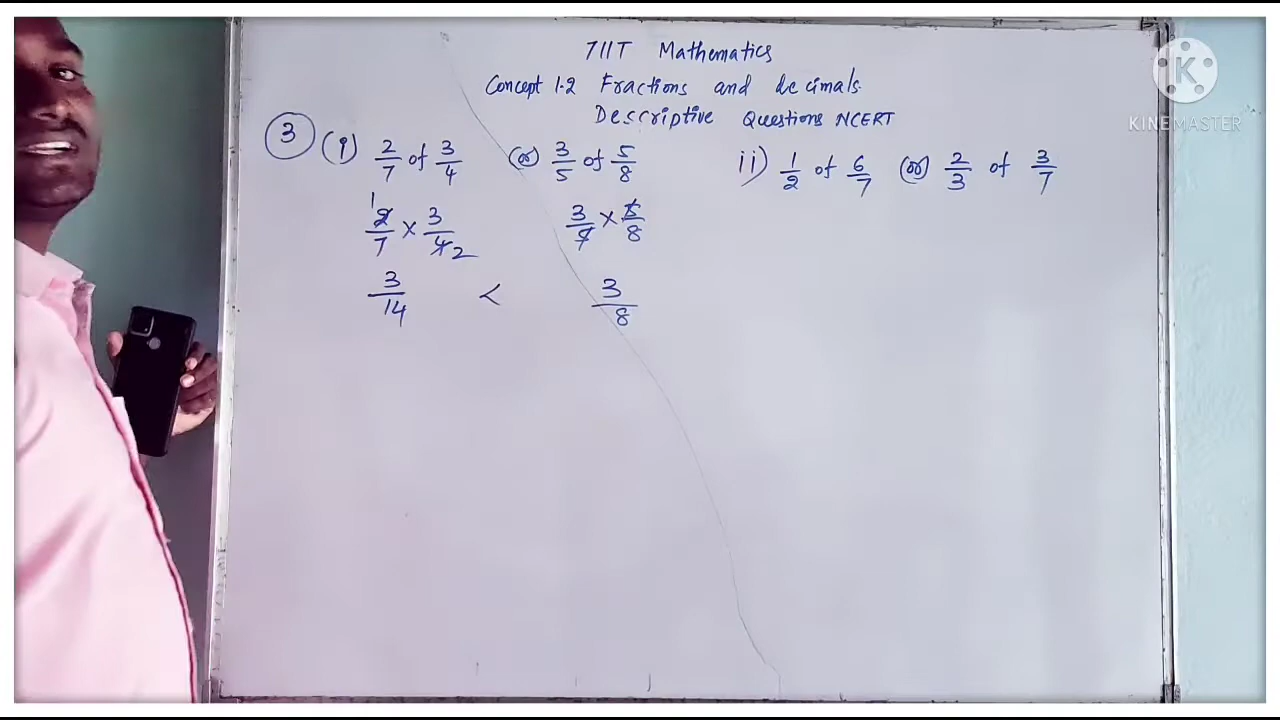 7IIT Mathematics
Concept 1.2 Fractions and decimals.
Descriptive Questions NCERT
3 (i) 2/7 of 3/4 (or) 3/5 of 5/8 ii) 1/2 of 6/7 (or) 2/3 of 3/7
1 2/7 × 3/4 2 3/5 × 5/8
3/14 < 3/8
K
KINEMASTER